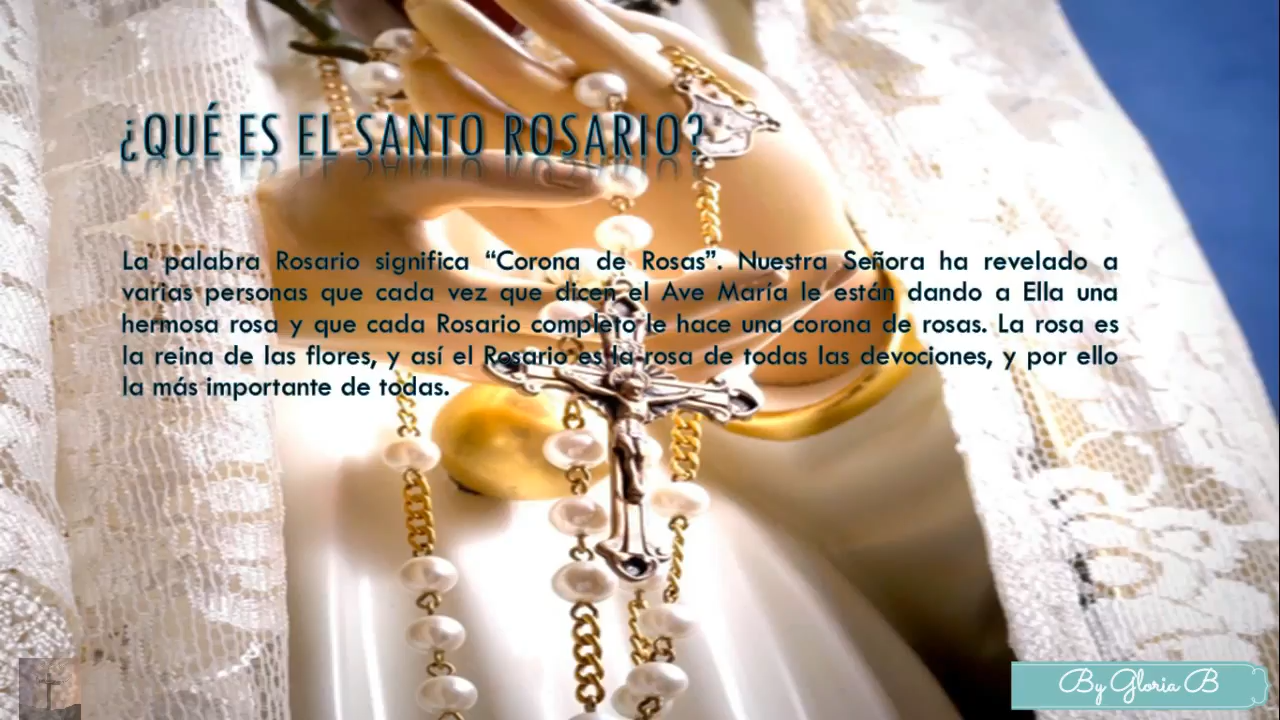 ¿QUÉ ES EL SANTO ROSARIO?
La palabra Rosario significa “Corona de Rosas”. Nuestra Señora ha revelado a
varias personas que cada vez que dicen el Ave María le están dando a Ella una
hermosa rosa y que cada Rosario completo le hace una corona de rosas. La rosa es
la reina de las flores, y así el Rosario es la rosa de todas las devociones, y por ello
la más importante de todas.
By Gloria B